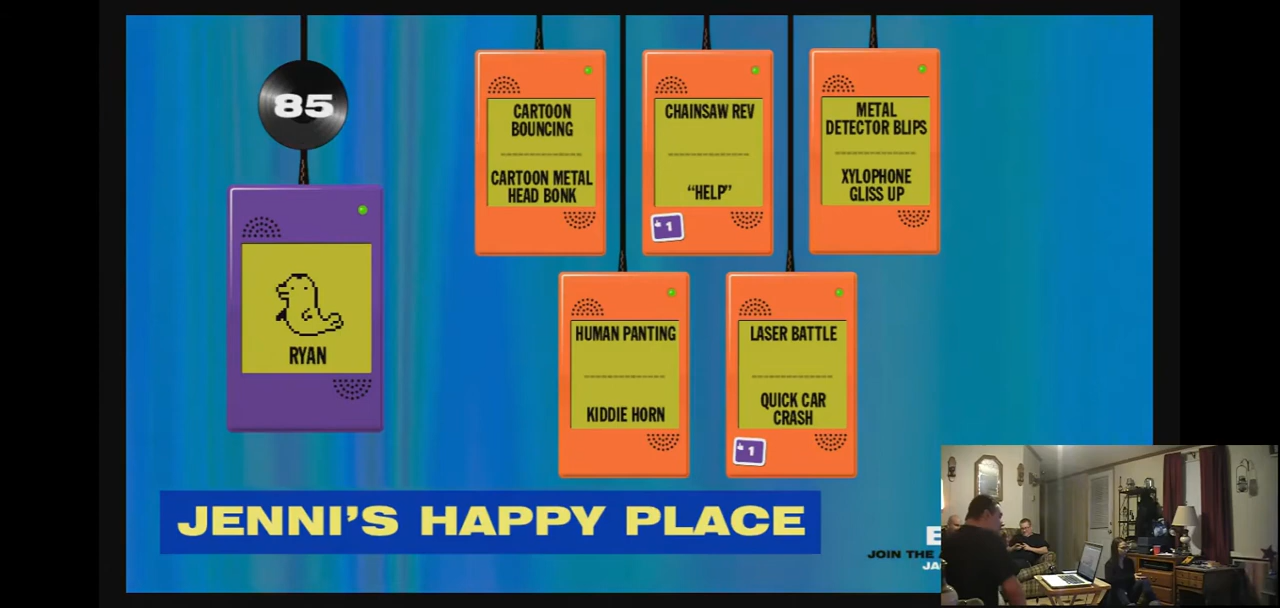 85
RYAN
CARTOON
BOUNCING
CARTOON METAL
HEAD BONK
CHAINSAW REV
“HELP”
1
METAL
DETECTOR BLIPS
XYLOPHONE
GLISS UP
HUMAN PANTING
KIDDIE HORN
LASER BATTLE
QUICK CAR
CRASH
1
JENNI'S HAPPY PLACE
JOIN THE